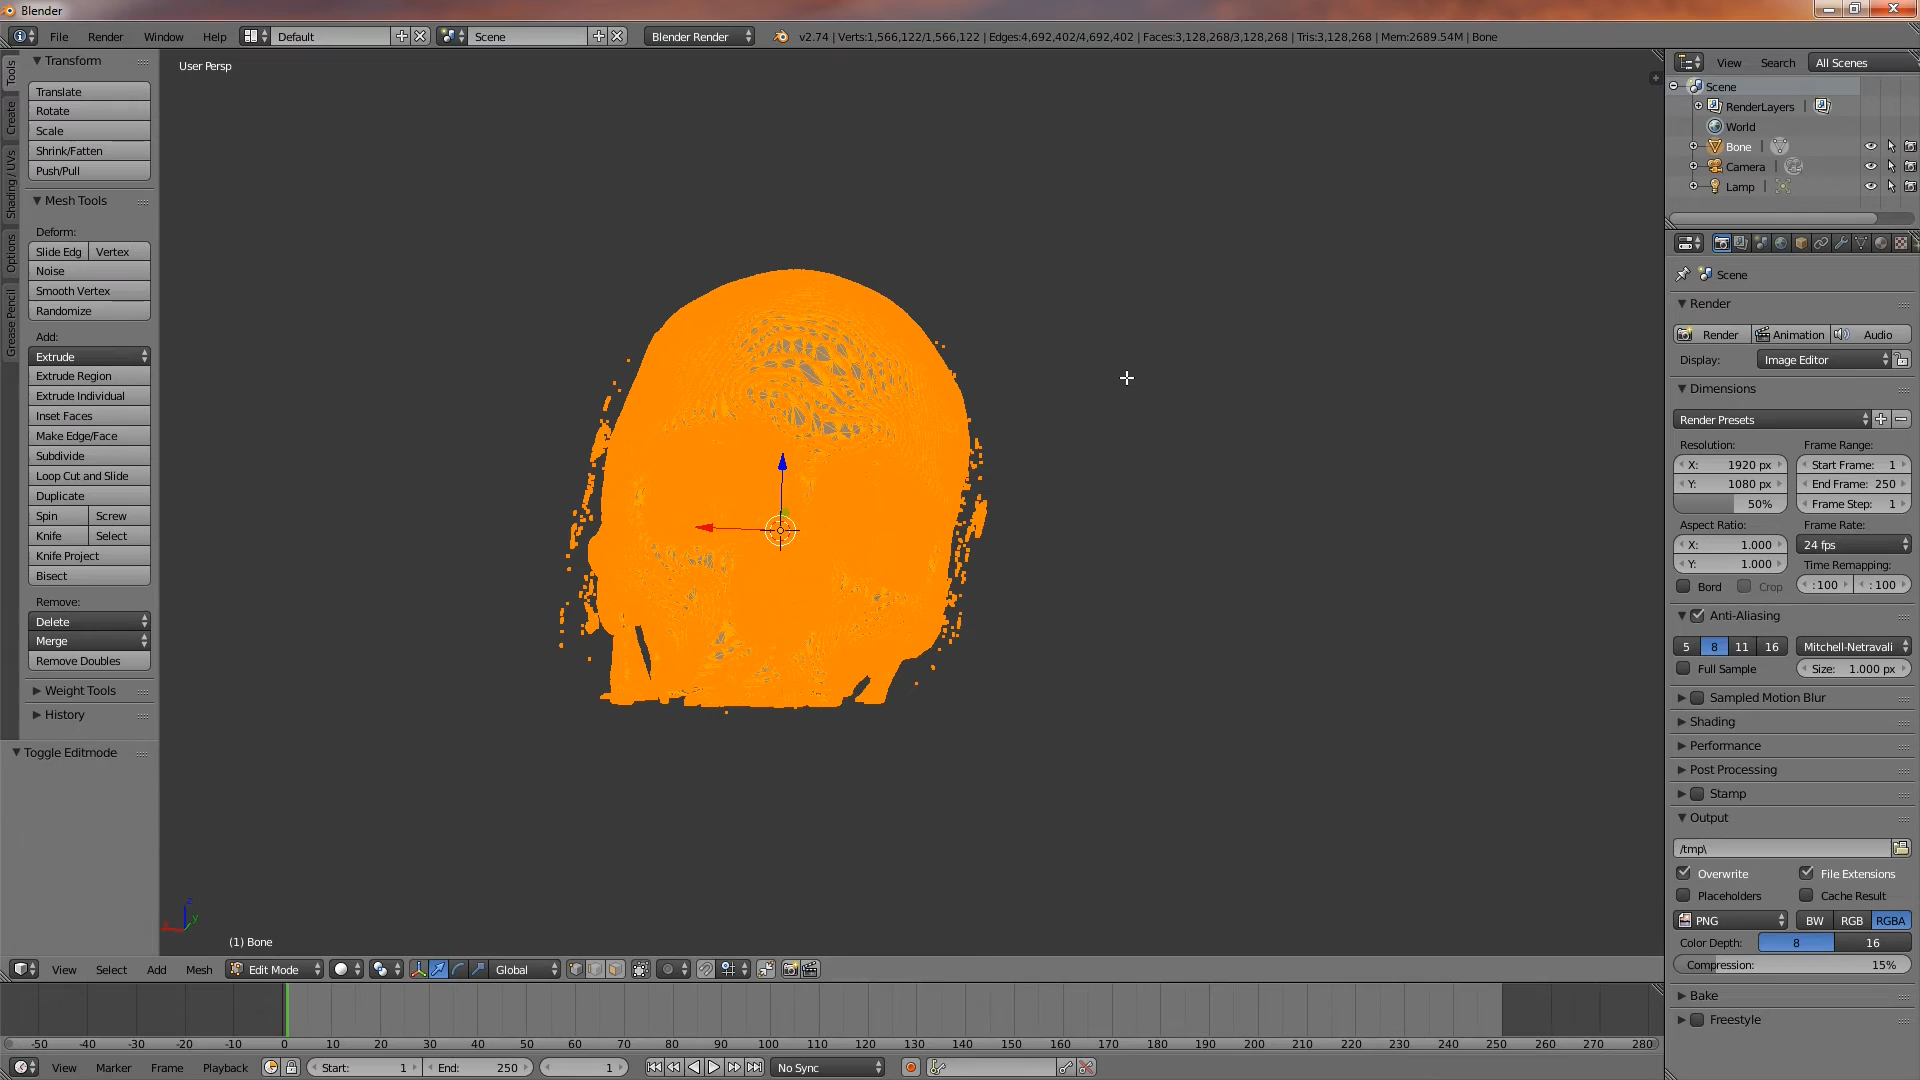 Blender
File Render Window Help Default Scene Blender Render v2.74 | Verts:1,566,122/1,566,122 | Edges:4,692,402/4,692,402 | Faces:3,128,268/3,128,268 | Tris:3,128,268 | Mem:2689.54M | Bone
Tools
Create
Shading / UVs
Options
Grease Pencil
Transform
Translate
Rotate
Scale
Shrink/Fatten
Push/Pull
Mesh Tools
Deform:
Slide Edg Vertex
Noise
Smooth Vertex
Randomize
Add:
Extrude
Extrude Region
Extrude Individual
Inset Faces
Make Edge/Face
Subdivide
Loop Cut and Slide
Duplicate
Spin Screw
Knife Select
Knife Project
Bisect
Remove:
Delete
Merge
Remove Doubles
Weight Tools
History
Toggle Editmode
User Persp
z
y
x
(1) Bone
View Select Add Mesh Edit Mode Global
-50 -40 -30 -20 -10 0 10 20 30 40 50 60 70 80 90 100 110 120 130 140 150 160 170 180 190 200 210 220 230 240 250 260 270 280
View Marker Frame Playback Start: 1 End: 250 1 No Sync
View Search All Scenes
Scene
RenderLayers
World
Bone
Camera
Lamp
Scene
Render
Render Animation Audio
Display: Image Editor
Dimensions
Render Presets
Resolution: Frame Range:
X: 1920 px Start Frame: 1
Y: 1080 px End Frame: 250
50% Frame Step: 1
Aspect Ratio: Frame Rate:
X: 1.000 24 fps
Y: 1.000 Time Remapping:
Bord Crop :100 :100
Anti-Aliasing
5 8 11 16 Mitchell-Netravali
Full Sample Size: 1.000 px
Sampled Motion Blur
Shading
Performance
Post Processing
Stamp
Output
/tmp\
Overwrite File Extensions
Placeholders Cache Result
PNG BW RGB RGBA
Color Depth: 8 16
Compression: 15%
Bake
Freestyle